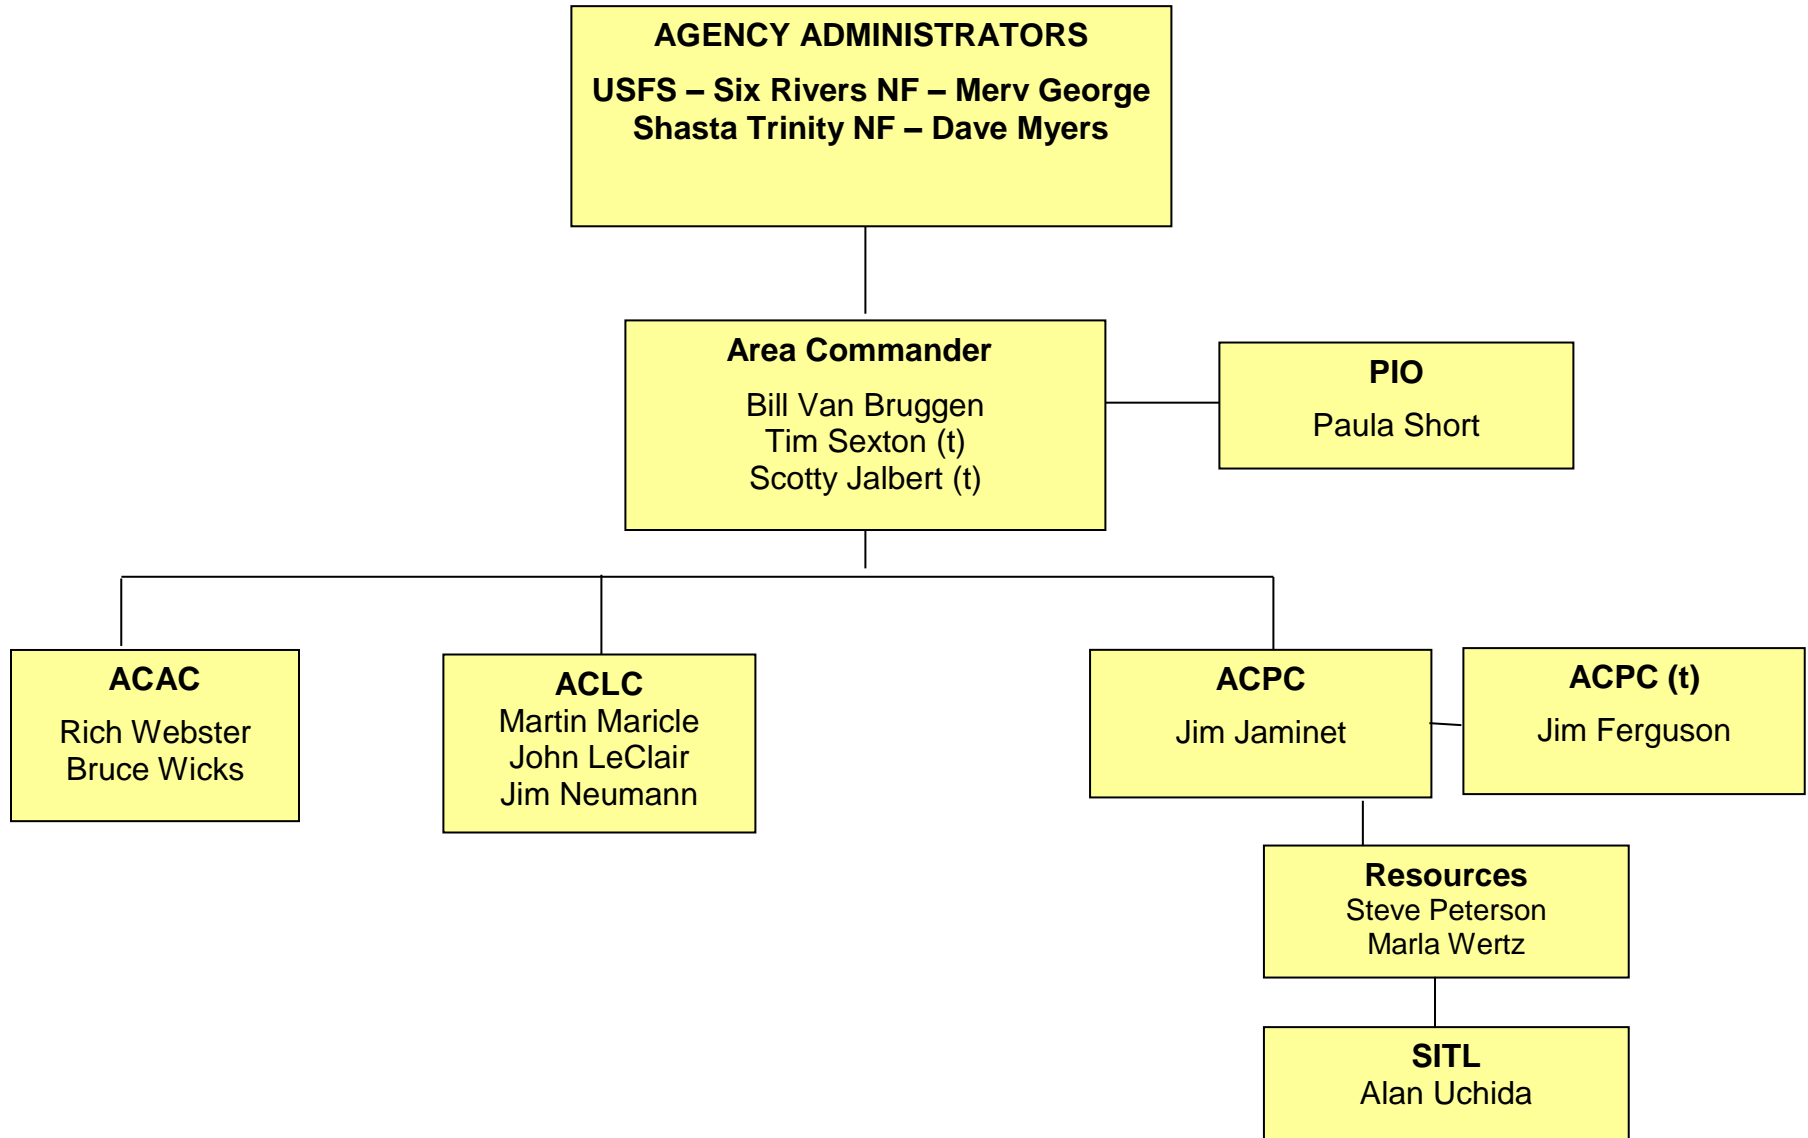 AGENCY ADMINISTRATORS
USFS – Six Rivers NF – Merv George
Shasta Trinity NF – Dave Myers
Area Commander
Bill Van Bruggen
Tim Sexton (t)
Scotty Jalbert (t)
PIO
Paula Short
ACAC
Rich Webster
Bruce Wicks
ACLC
Martin Maricle
John LeClair
Jim Neumann
ACPC
Jim Jaminet
ACPC (t)
Jim Ferguson
Resources
Steve Peterson
Marla Wertz
SITL
Alan Uchida